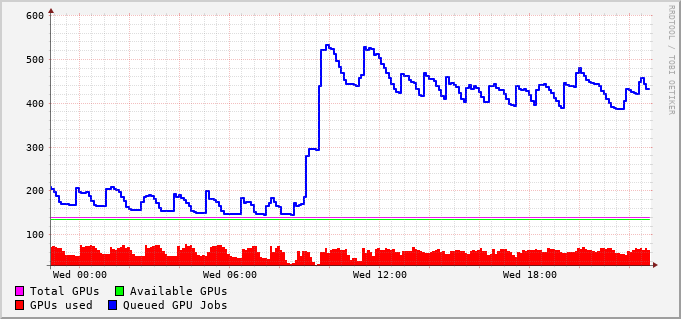 600
500
400
300
200
100
Wed 00:00 Wed 06:00 Wed 12:00 Wed 18:00
Total GPUs Available GPUs
GPUs used Queued GPU Jobs
RRDTOOL / TOBI OETIKER